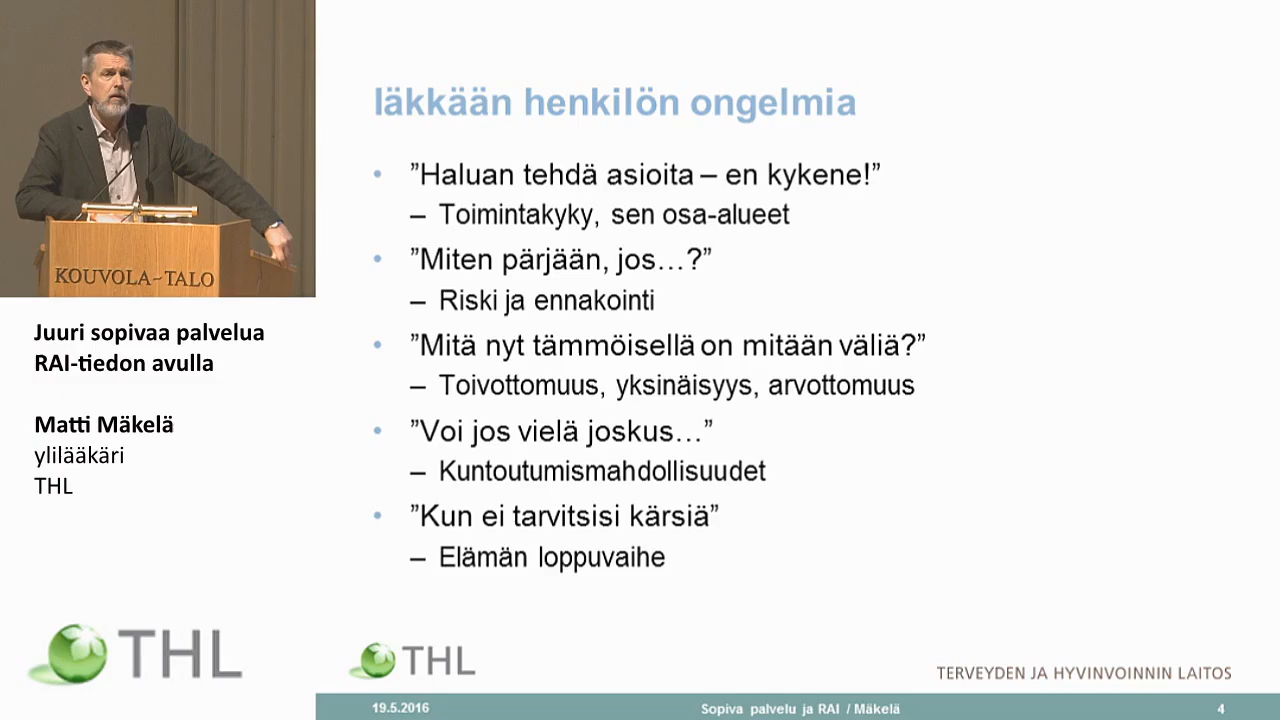 KOUVOLA-TALO
Juuri sopivaa palvelua
RAI-tiedon avulla
Matti Mäkelä
ylilääkäri
THL
THL
Iäkkään henkilön ongelmia
• ”Haluan tehdä asioita – en kykene!”
– Toimintakyky, sen osa-alueet
• ”Miten pärjään, jos…?”
– Riski ja ennakointi
• ”Mitä nyt tämmöisellä on mitään väliä?”
– Toivottomuus, yksinäisyys, arvottomuus
• ”Voi jos vielä joskus…”
– Kuntoutumismahdollisuudet
• ”Kun ei tarvitsisi kärsiä”
– Elämän loppuvaihe
THL
TERVEYDEN JA HYVINVOINNIN LAITOS
19.5.2016 Sopiva palvelu ja RAI / Mäkelä 4